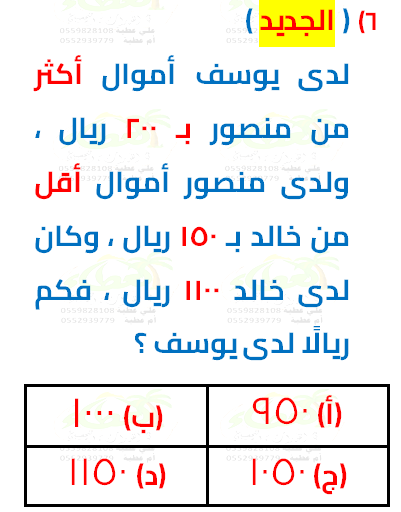 ٦) ( الجديد )
لدى يوسف أموال أكثر
من منصور بـ ٢٠٠ ريال ،
ولدى منصور أموال أقل
من خالد بـ ١٥٠ ريال ، وكان
لدى خالد ١١٠٠ ريال ، فكم
ريالًا لدى يوسف ؟
(أ) ٩٥٠ (ب) ١٠٠٠
(ج) ١٠٥٠ (د) ١١٥٠